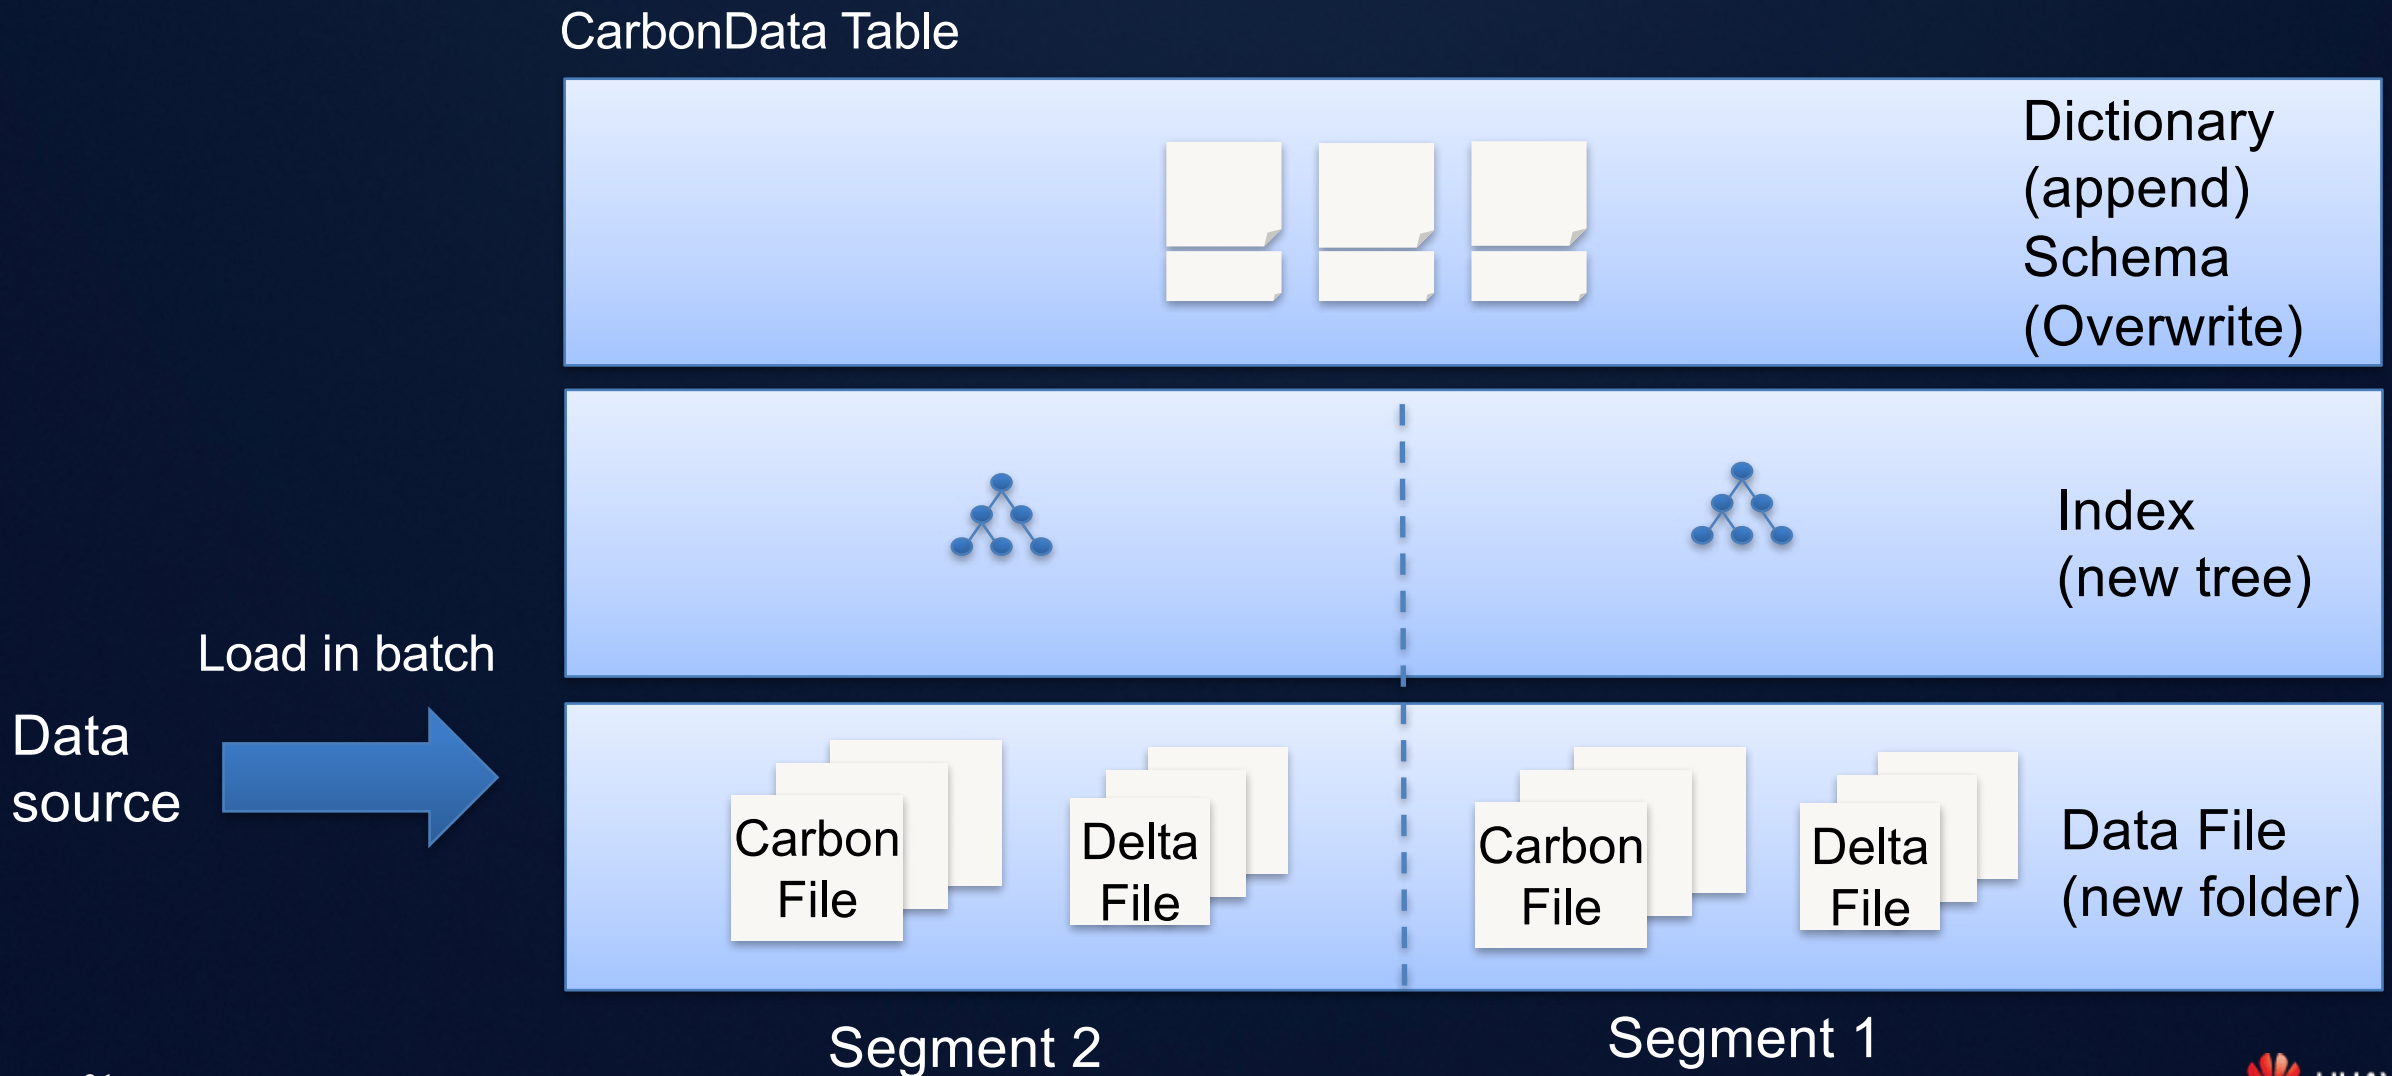 CarbonData Table
Dictionary
(append)
Schema
(Overwrite)
Index
(new tree)
Load in batch
Data
source
Carbon
File
Delta
File
Carbon
File
Delta
File
Data File
(new folder)
Segment 2
Segment 1